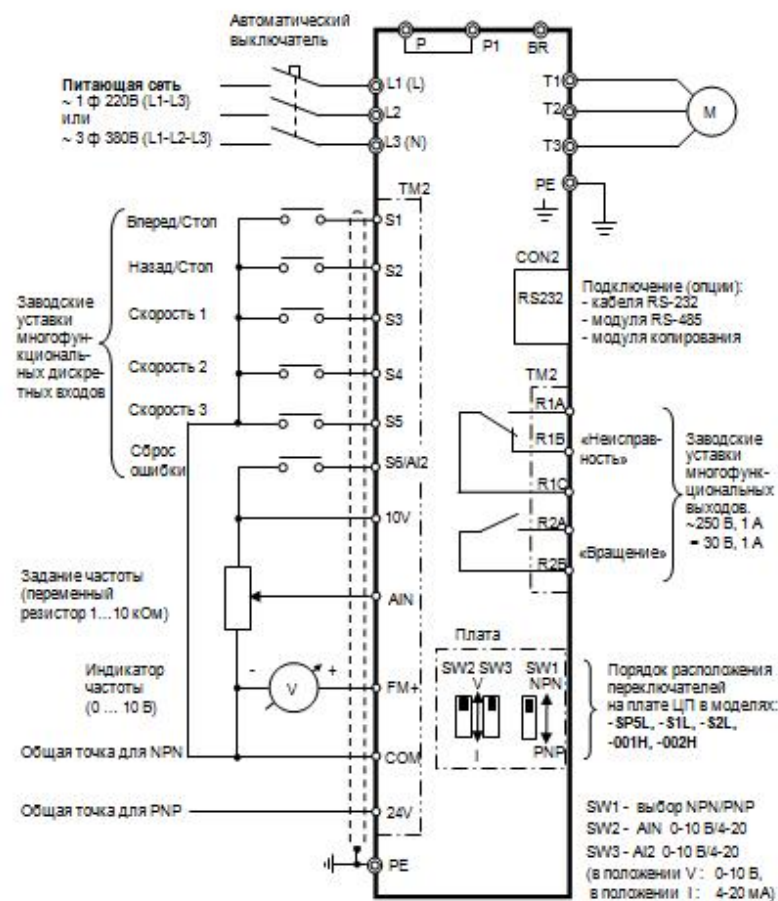 Автоматический
выключатель
P
P1
BR
Питающая сеть
~ 1 ф 220В (L1-L3)
или
~ 3 ф 380В (L1-L2-L3)
L1 (L)
L2
L3 (N)
T1
T2
T3
M
PE
TM2
Вперед/Стоп
S1
Назад/Стоп
S2
Скорость 1
S3
Скорость 2
S4
Скорость 3
S5
Сброс
ошибки
S6/AI2
Заводские
уставки
многофун-
кциональ-
ных дискрет-
ных входов
10V
Задание частоты
(переменный
резистор 1...10 кОм)
AIN
Индикатор
частоты
(0 ... 10 В)
- V +
FM+
Общая точка для NPN
COM
Общая точка для PNP
24V
PE
CON2
RS232
Подключение (опции):
- кабеля RS-232
- модуля RS-485
- модуля копирования
TM2
R1A
R1B
R1C
R2A
R2B
«Неисправ-
ность»
«Вращение»
Заводские
уставки
многофунк-
циональных
выходов.
~250 В, 1 А
= 30 В, 1 А
Плата
SW2 SW3 SW1
V NPN
I PNP
Порядок расположения
переключателей
на плате ЦП в моделях:
-SP5L, -S1L, -S2L,
-001H, -002H
SW1 - выбор NPN/PNP
SW2 - AIN 0-10 В/4-20
SW3 - AI2 0-10 В/4-20
(в положении V : 0-10 В,
в положении I : 4-20 мА)